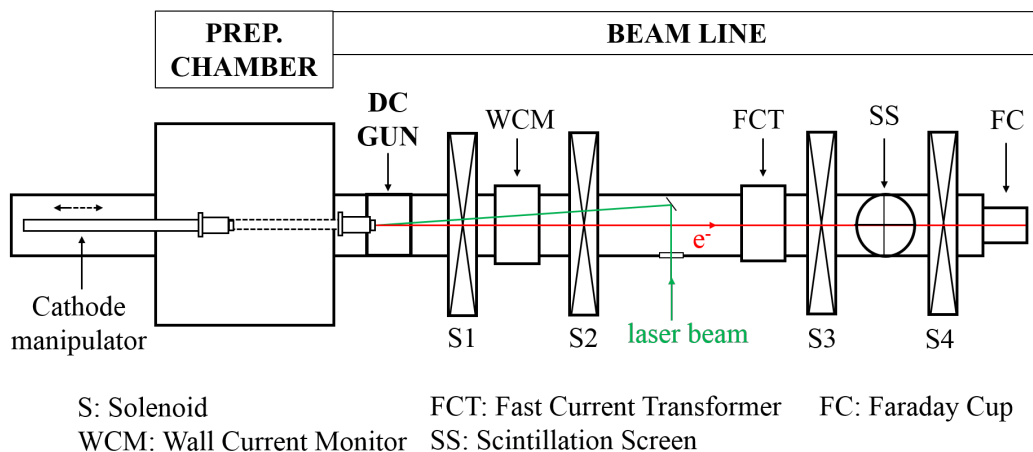 PREP.
CHAMBER
BEAM LINE
DC
GUN
WCM
FCT
SS
FC
e-
Cathode
manipulator
S1
S2
laser beam
S3
S4
S: Solenoid
FCT: Fast Current Transformer
FC: Faraday Cup
WCM: Wall Current Monitor
SS: Scintillation Screen